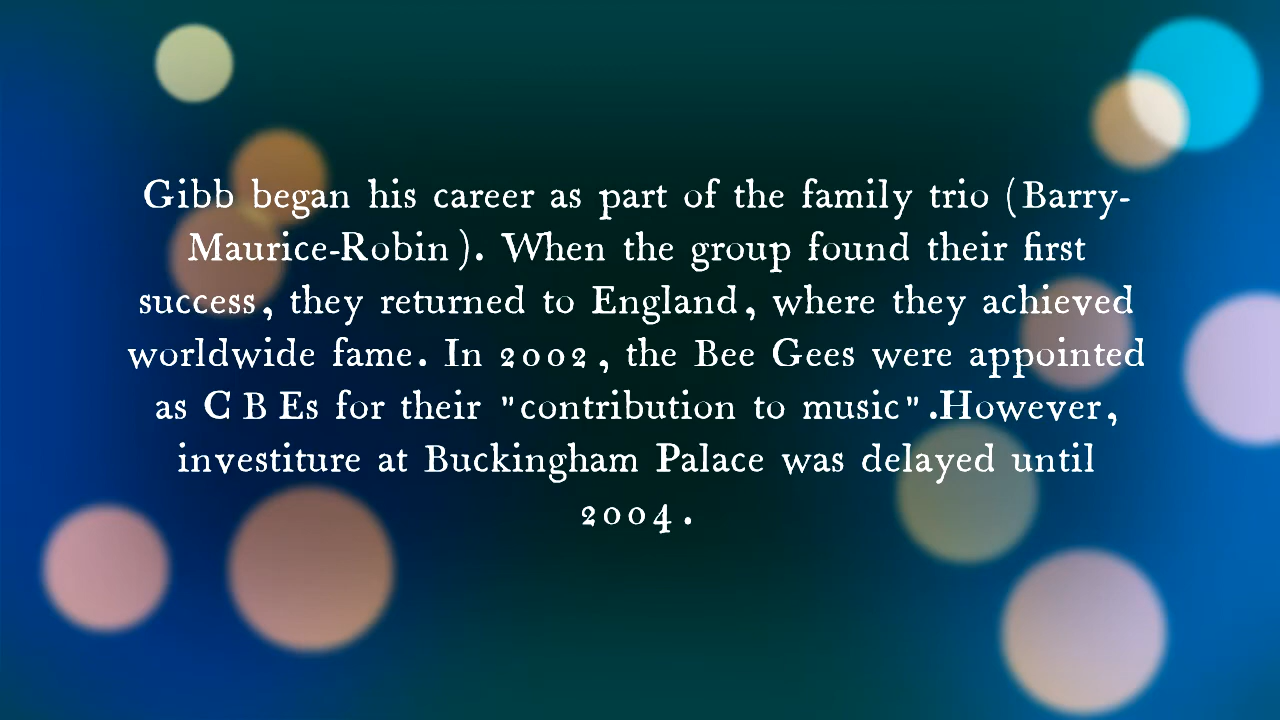 Gibb began his career as part of the family trio (Barry-
Maurice-Robin). When the group found their first
success, they returned to England, where they achieved
worldwide fame. In 2002, the Bee Gees were appointed
as CBEs for their "contribution to music".However,
investiture at Buckingham Palace was delayed until
2004.